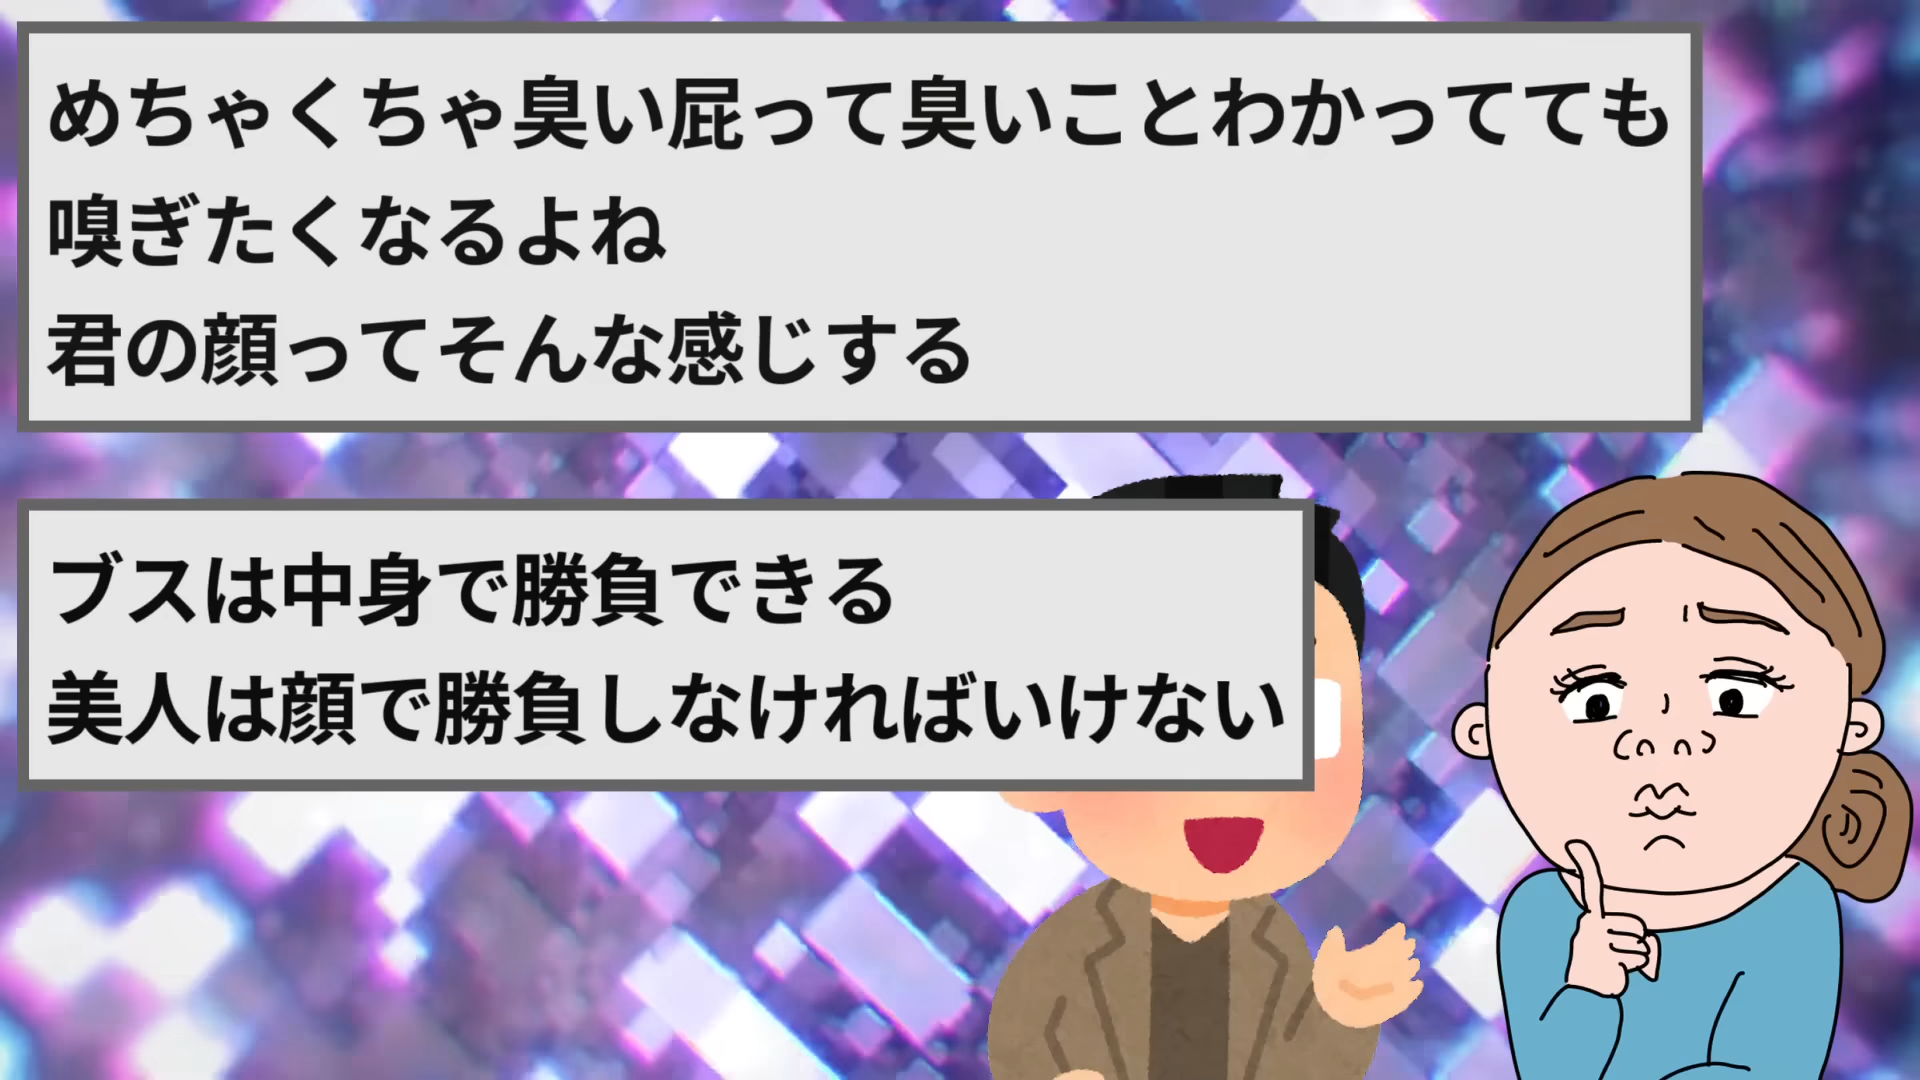 めちゃくちゃ臭い屁って臭いことわかってても
嗅ぎたくなるよね
君の顔ってそんな感じする
ブスは中身で勝負できる
美人は顔で勝負しなければいけない